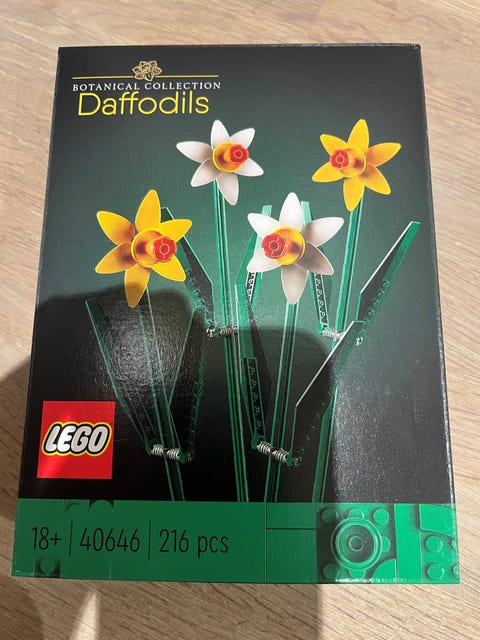 BOTANICAL COLLECTION
Daffodils
LEGO
18+ 40646 216 pcs